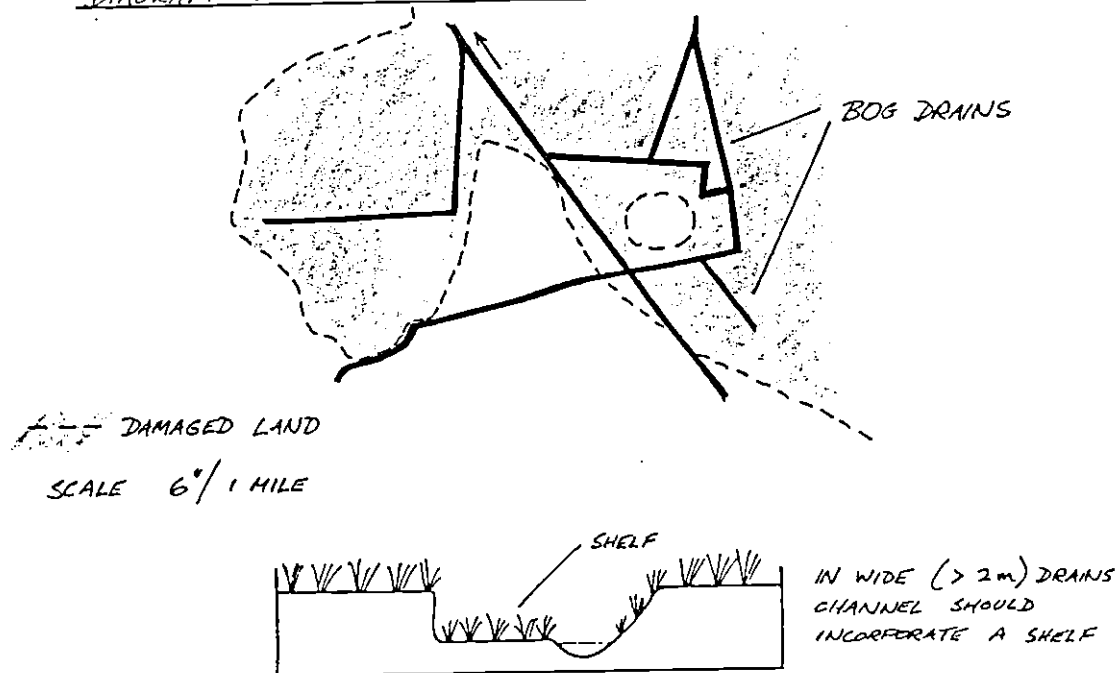 BOG DRAINS
DAMAGED LAND
SCALE 6"/1 MILE
SHELF
IN WIDE (> 2m) DRAINS
CHANNEL SHOULD
INCORPORATE A SHELF